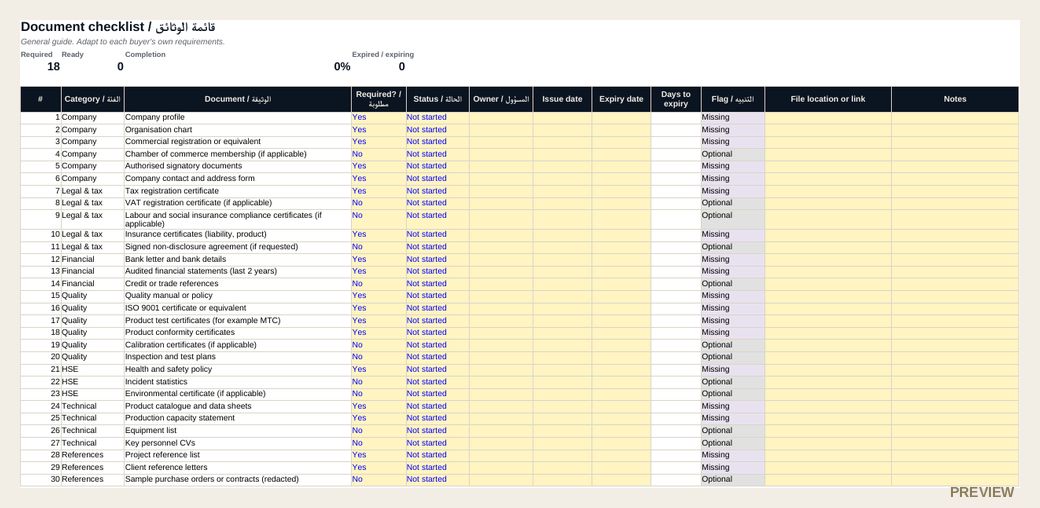 Document checklist / قائمة الوثائق
General guide. Adapt to each buyer's own requirements.
Required Ready Completion Expired / expiring
18 0 0% 0
# Category / الفئة Document / الوثيقة Required? / مطلوبة Status / الحالة Owner / المسؤول Issue date Expiry date Days to expiry Flag / التنبيه File location or link Notes
1 Company Company profile Yes Not started Missing
2 Company Organisation chart Yes Not started Missing
3 Company Commercial registration or equivalent Yes Not started Missing
4 Company Chamber of commerce membership (if applicable) No Not started Optional
5 Company Authorised signatory documents Yes Not started Missing
6 Company Company contact and address form Yes Not started Missing
7 Legal & tax Tax registration certificate Yes Not started Missing
8 Legal & tax VAT registration certificate (if applicable) No Not started Optional
9 Legal & tax Labour and social insurance compliance certificates (if applicable) No Not started Optional
10 Legal & tax Insurance certificates (liability, product) Yes Not started Missing
11 Legal & tax Signed non-disclosure agreement (if requested) No Not started Optional
12 Financial Bank letter and bank details Yes Not started Missing
13 Financial Audited financial statements (last 2 years) Yes Not started Missing
14 Financial Credit or trade references No Not started Optional
15 Quality Quality manual or policy Yes Not started Missing
16 Quality ISO 9001 certificate or equivalent Yes Not started Missing
17 Quality Product test certificates (for example MTC) Yes Not started Missing
18 Quality Product conformity certificates Yes Not started Missing
19 Quality Calibration certificates (if applicable) No Not started Optional
20 Quality Inspection and test plans No Not started Optional
21 HSE Health and safety policy Yes Not started Missing
22 HSE Incident statistics No Not started Optional
23 HSE Environmental certificate (if applicable) No Not started Optional
24 Technical Product catalogue and data sheets Yes Not started Missing
25 Technical Production capacity statement Yes Not started Missing
26 Technical Equipment list No Not started Optional
27 Technical Key personnel CVs No Not started Optional
28 References Project reference list Yes Not started Missing
29 References Client reference letters Yes Not started Missing
30 References Sample purchase orders or contracts (redacted) No Not started Optional
PREVIEW